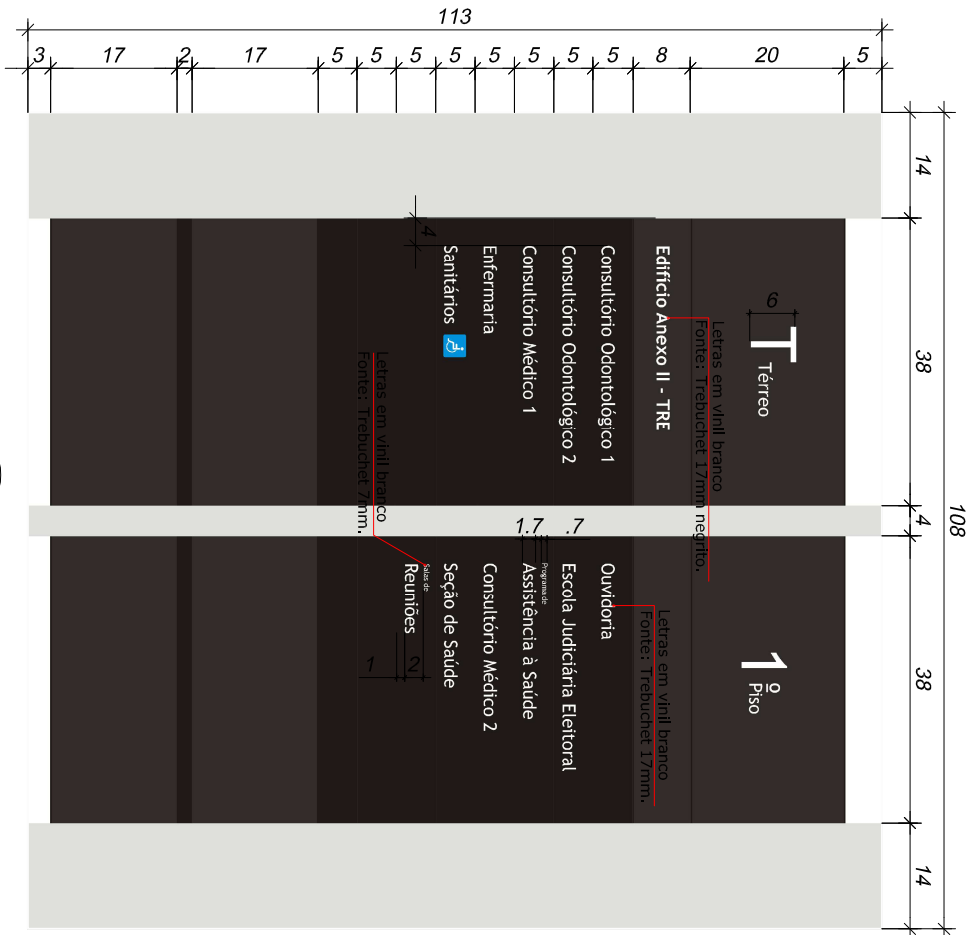 113
3 17 2 17 5 5 5 5 5 5 5 5 8 20 5
14
38
4
38
14
108
6
T Térreo
Letras em vinil branco
Fonte: Trebuchet 17mm negrito.
Edifício Anexo II - TRE
4
Consultório Odontológico 1
Consultório Odontológico 2
Consultório Médico 1
Enfermaria
Sanitários
Letras em vinil branco
Fonte: Trebuchet 7mm.
1º Piso
Letras em vinil branco
Fonte: Trebuchet 17mm.
1.7 .7
Ouvidoria
Escola Judiciária Eleitoral
Programa de
Assistência à Saúde
Consultório Médico 2
Seção de Saúde
Salas de
Reuniões
1 2